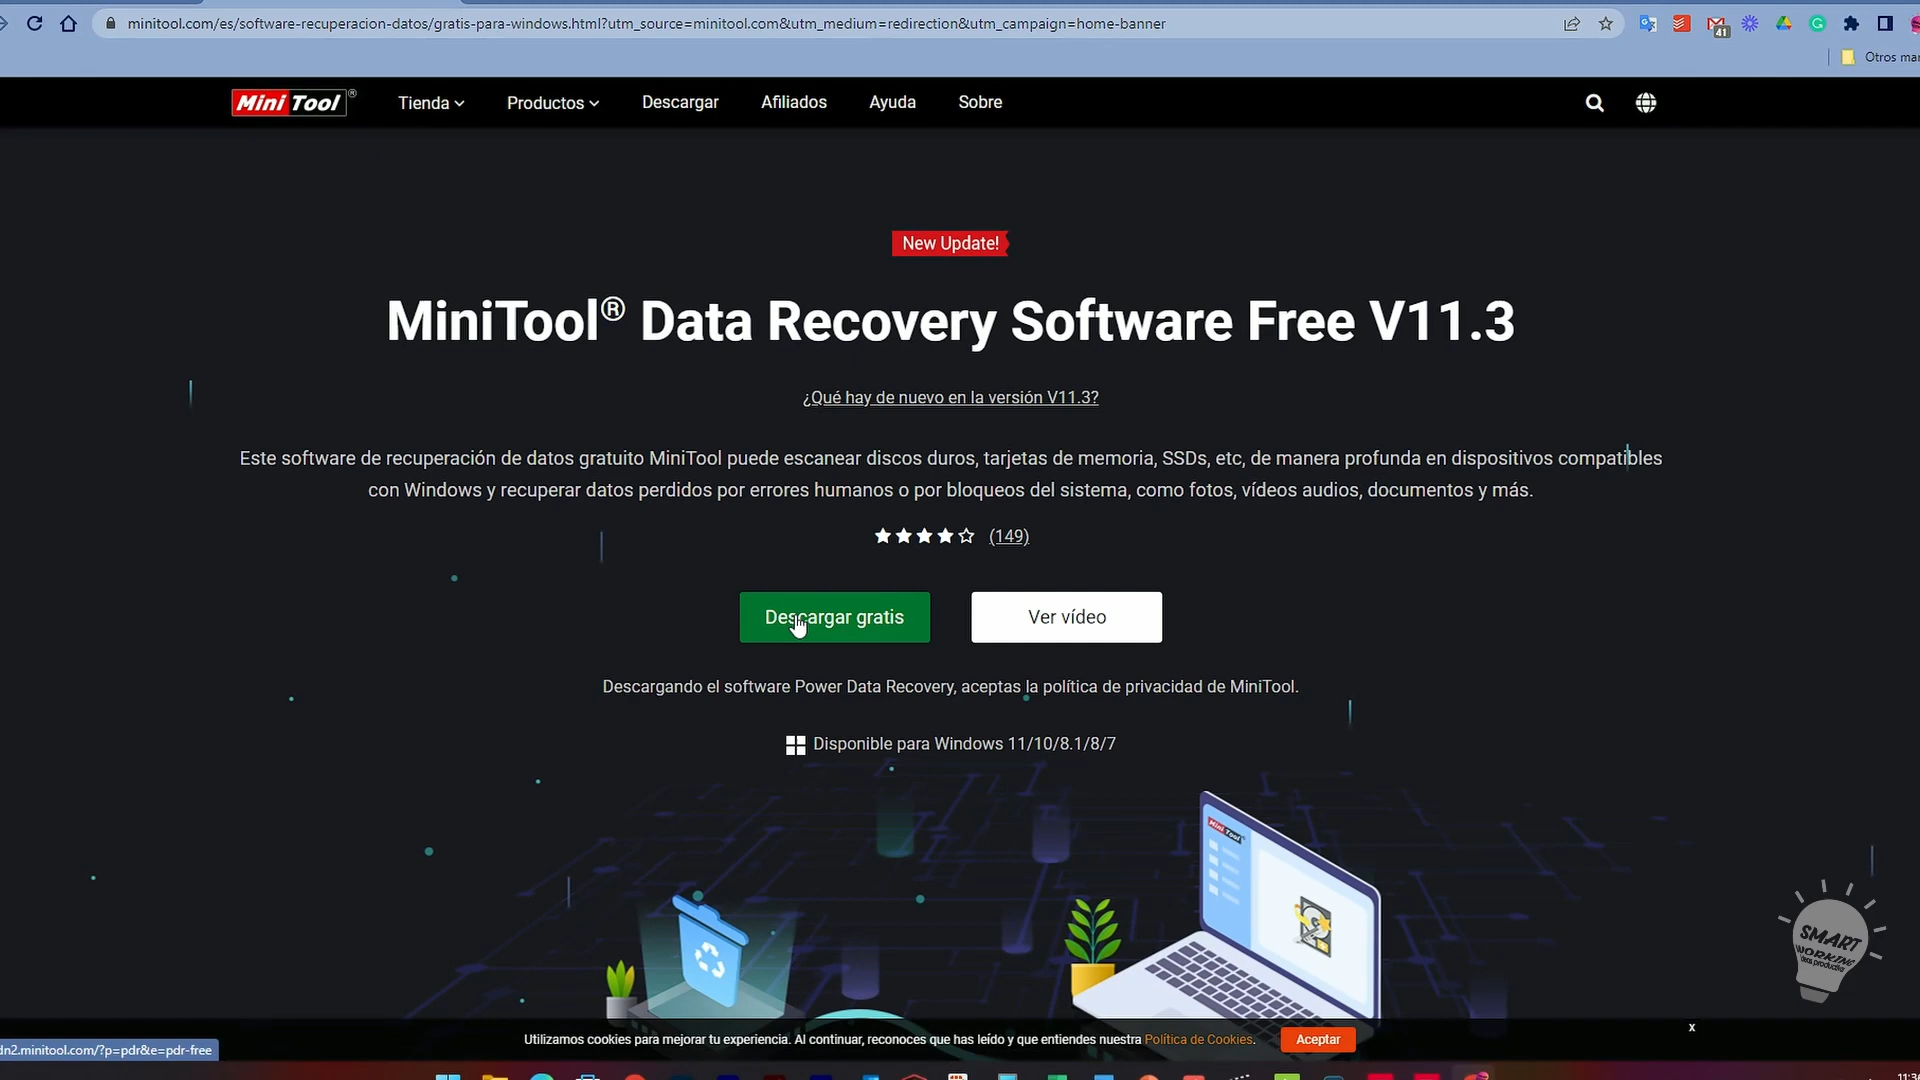 minitool.com/es/software-recuperacion-datos/gratis-para-windows.html?utm_source=minitool.com&utm_medium=redirection&utm_campaign=home-banner
41
Otros mar
Mini Tool®
Tienda
Productos
Descargar
Afiliados
Ayuda
Sobre
New Update!
MiniTool® Data Recovery Software Free V11.3
¿Qué hay de nuevo en la versión V11.3?
Este software de recuperación de datos gratuito MiniTool puede escanear discos duros, tarjetas de memoria, SSDs, etc, de manera profunda en dispositivos compatibles
con Windows y recuperar datos perdidos por errores humanos o por bloqueos del sistema, como fotos, vídeos audios, documentos y más.
(149)
Descargar gratis
Ver vídeo
Descargando el software Power Data Recovery, aceptas la política de privacidad de MiniTool.
Disponible para Windows 11/10/8.1/8/7
Mini Tool
SMART
WORKING
Utilizamos cookies para mejorar tu experiencia. Al continuar, reconoces que has leído y que entiendes nuestra Política de Cookies.
Aceptar
x
dn2.minitool.com/?p=pdr&e=pdr-free